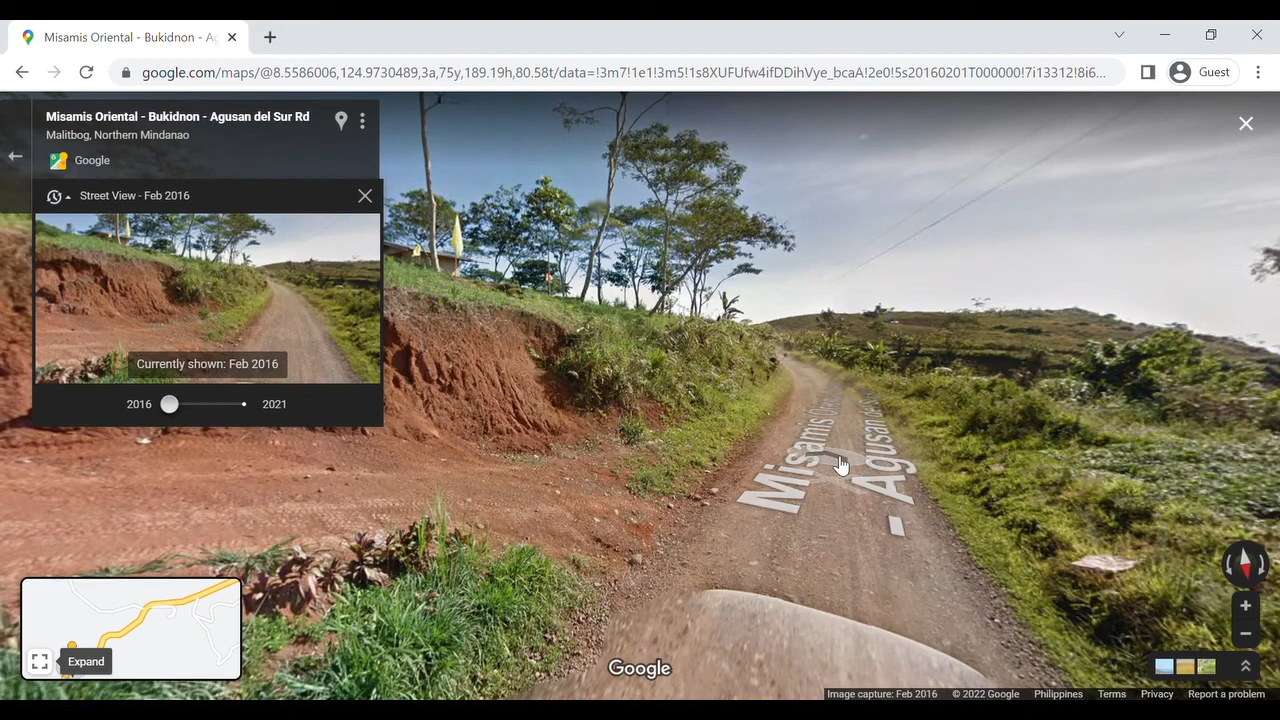 Misamis Oriental - Bukidnon - Ag
google.com/maps/@8.5586006,124.9730489,3a,75y,185.19h,80.58t/data=!3m7!1e1!3m5!1s8XUFUfw4ifDDihVye_bcaA!2e0!5s20160201T000000!7i13312!8i6...
Guest
Misamis Oriental - Bukidnon - Agusan del Sur Rd
Malitbog, Northern Mindanao
Google
Street View - Feb 2016
Currently shown: Feb 2016
2016
2021
Misamis
- Agusan
Expand
Google
Image capture: Feb 2016 © 2022 Google Philippines Terms Privacy Report a problem